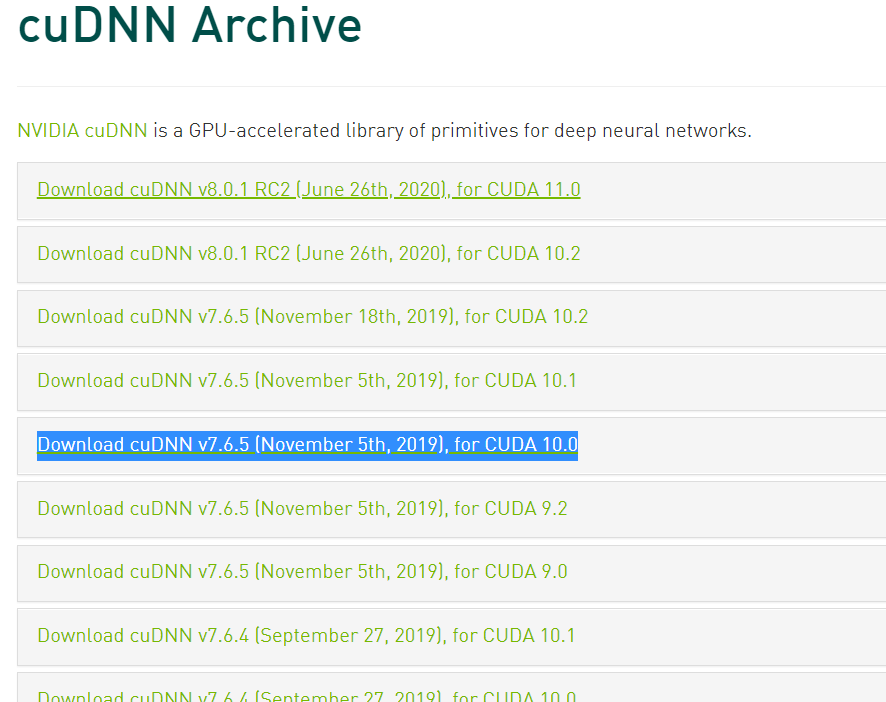 cuDNN Archive
NVIDIA cuDNN is a GPU-accelerated library of primitives for deep neural networks.
Download cuDNN v8.0.1 RC2 (June 26th, 2020), for CUDA 11.0
Download cuDNN v8.0.1 RC2 (June 26th, 2020), for CUDA 10.2
Download cuDNN v7.6.5 (November 18th, 2019), for CUDA 10.2
Download cuDNN v7.6.5 (November 5th, 2019), for CUDA 10.1
Download cuDNN v7.6.5 (November 5th, 2019), for CUDA 10.0
Download cuDNN v7.6.5 (November 5th, 2019), for CUDA 9.2
Download cuDNN v7.6.5 (November 5th, 2019), for CUDA 9.0
Download cuDNN v7.6.4 (September 27, 2019), for CUDA 10.1
Download cuDNN v7.6.4 (September 27, 2019), for CUDA 10.0